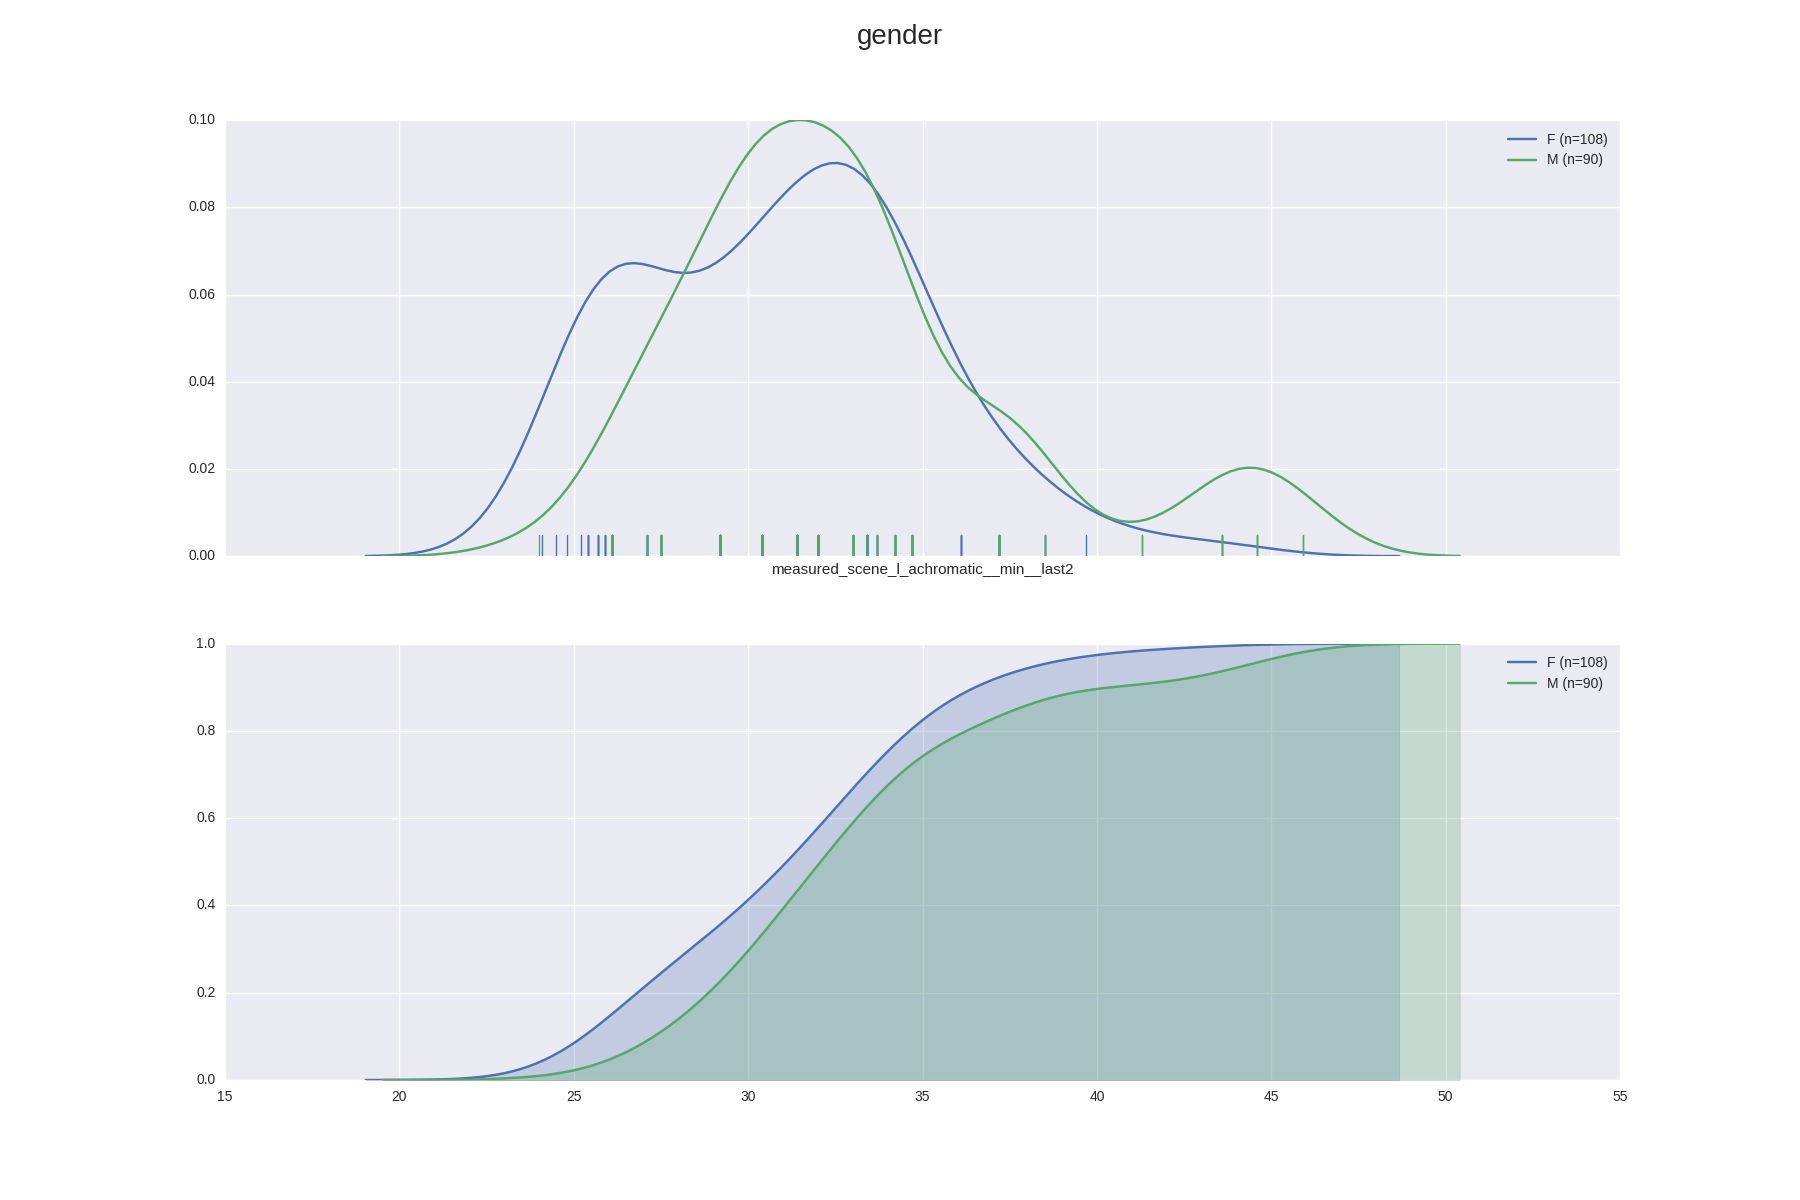 gender
0.10
0.08
0.06
0.04
0.02
0.00
F (n=108)
M (n=90)
measured_scene_l_achromatic__min__last2
1.0
0.8
0.6
0.4
0.2
0.0
F (n=108)
M (n=90)
15 20 25 30 35 40 45 50 55